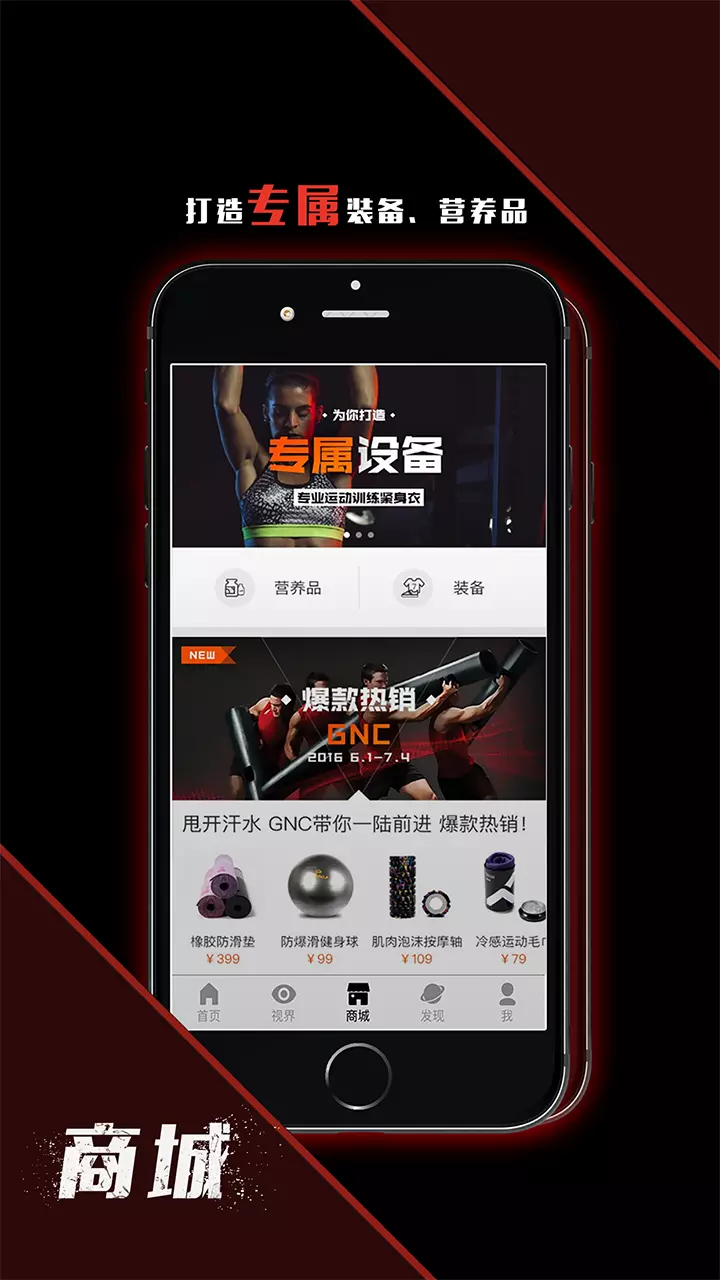 打造专属装备、营养品
·为你打造·
专属设备
专业运动训练紧身衣
营养品 装备
NEW
爆款热销
GNC
2016 6.1-7.4
甩开汗水 GNC带你一陆前进 爆款热销!
橡胶防滑垫 防爆滑健身球 肌肉泡沫按摩轴 冷感运动毛巾
¥399 ¥99 ¥109 ¥79
首页 视界 商城 发现 我
商城